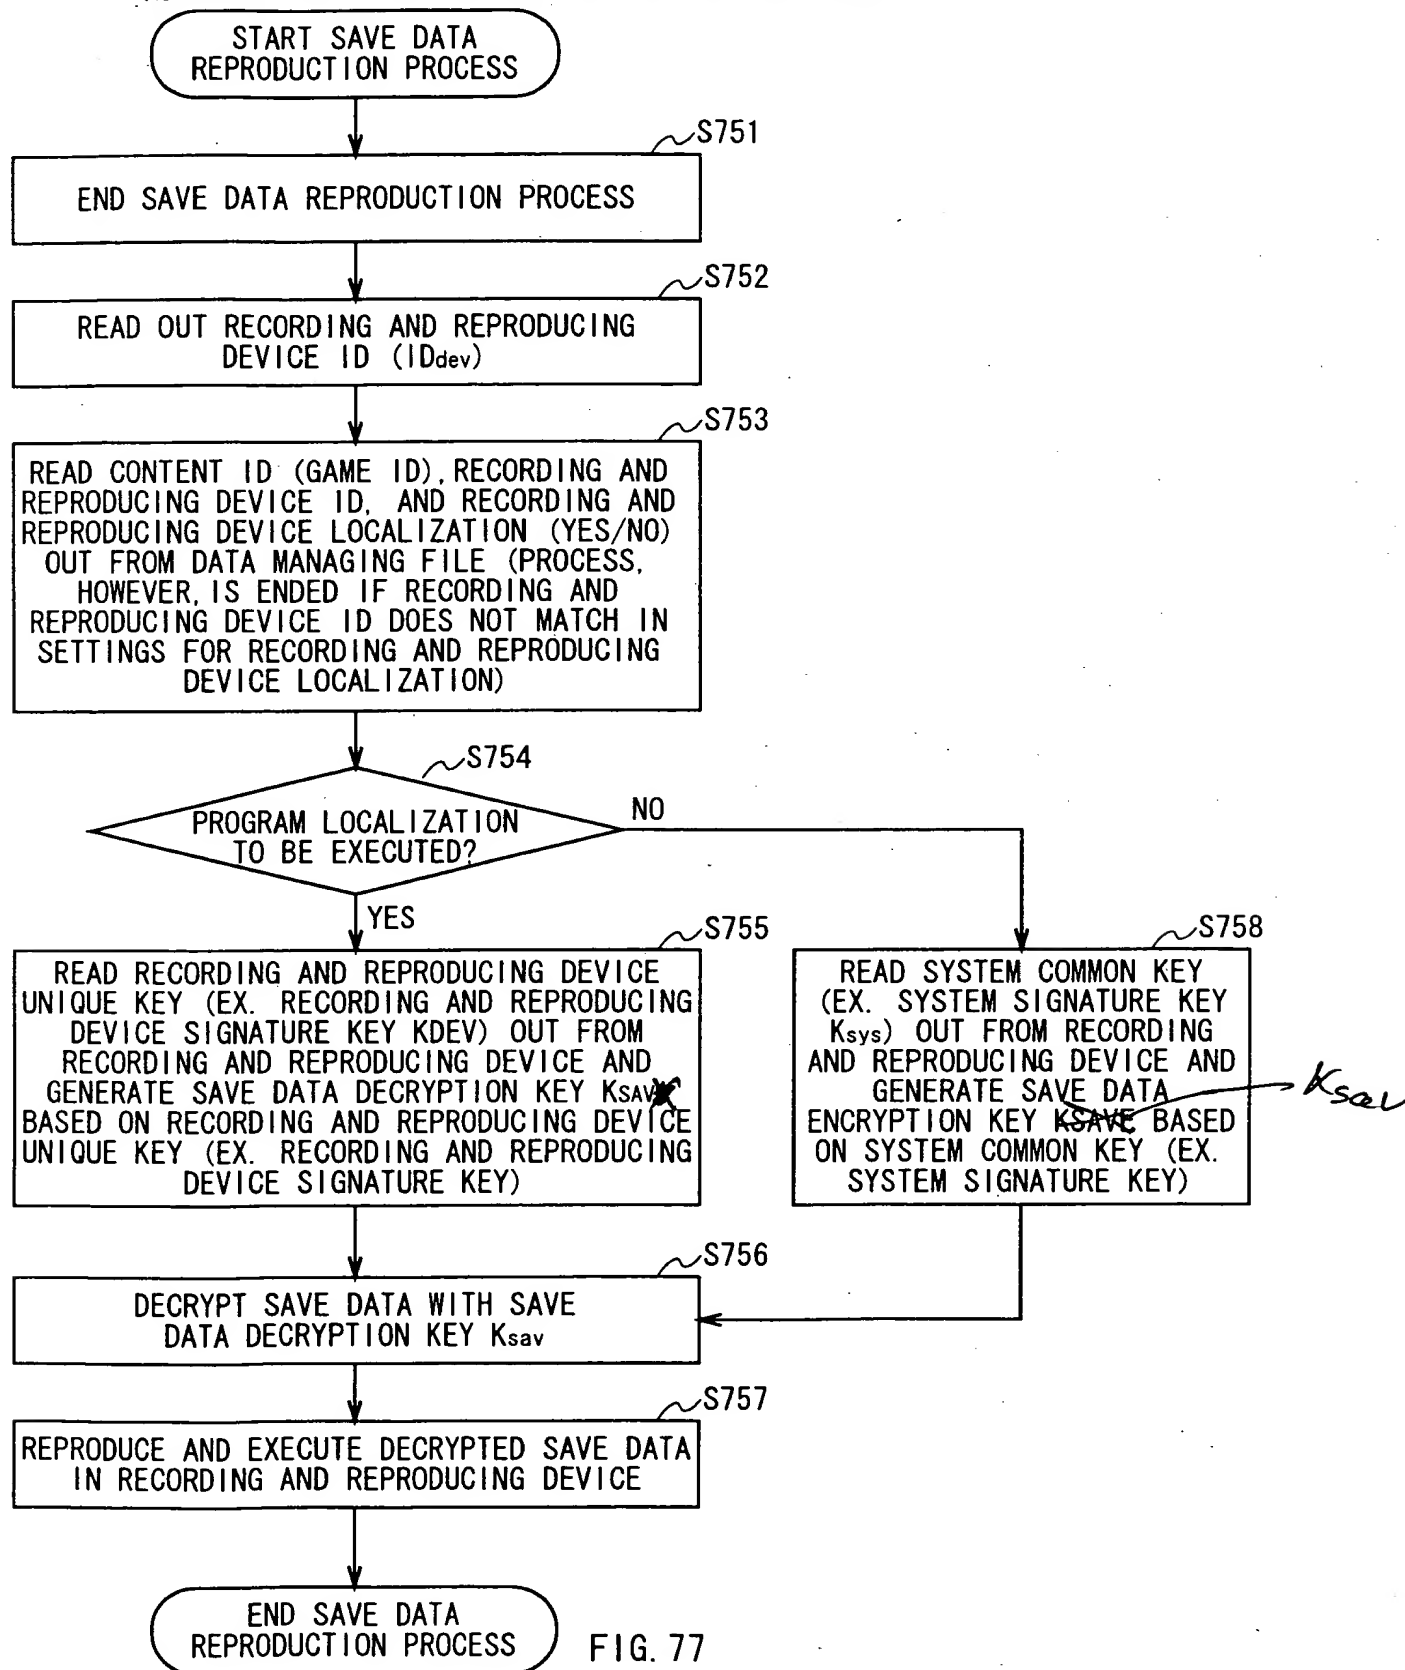 START SAVE DATA
REPRODUCTION PROCESS
S751
END SAVE DATA REPRODUCTION PROCESS
S752
READ OUT RECORDING AND REPRODUCING
DEVICE ID (IDdev)
S753
READ CONTENT ID (GAME ID), RECORDING AND
REPRODUCING DEVICE ID, AND RECORDING AND
REPRODUCING DEVICE LOCALIZATION (YES/NO)
OUT FROM DATA MANAGING FILE (PROCESS,
HOWEVER, IS ENDED IF RECORDING AND
REPRODUCING DEVICE ID DOES NOT MATCH IN
SETTINGS FOR RECORDING AND REPRODUCING
DEVICE LOCALIZATION)
S754
PROGRAM LOCALIZATION
TO BE EXECUTED?
NO
YES
S755
READ RECORDING AND REPRODUCING DEVICE
UNIQUE KEY (EX. RECORDING AND REPRODUCING
DEVICE SIGNATURE KEY KDEV) OUT FROM
RECORDING AND REPRODUCING DEVICE AND
GENERATE SAVE DATA DECRYPTION KEY KSAV
BASED ON RECORDING AND REPRODUCING DEVICE
UNIQUE KEY (EX. RECORDING AND REPRODUCING
DEVICE SIGNATURE KEY)
S758
READ SYSTEM COMMON KEY
(EX. SYSTEM SIGNATURE KEY
Ksys) OUT FROM RECORDING
AND REPRODUCING DEVICE AND
GENERATE SAVE DATA
ENCRYPTION KEY KSAVE BASED
ON SYSTEM COMMON KEY (EX.
SYSTEM SIGNATURE KEY)
Ksav
S756
DECRYPT SAVE DATA WITH SAVE
DATA DECRYPTION KEY Ksav
S757
REPRODUCE AND EXECUTE DECRYPTED SAVE DATA
IN RECORDING AND REPRODUCING DEVICE
END SAVE DATA
REPRODUCTION PROCESS
FIG. 77